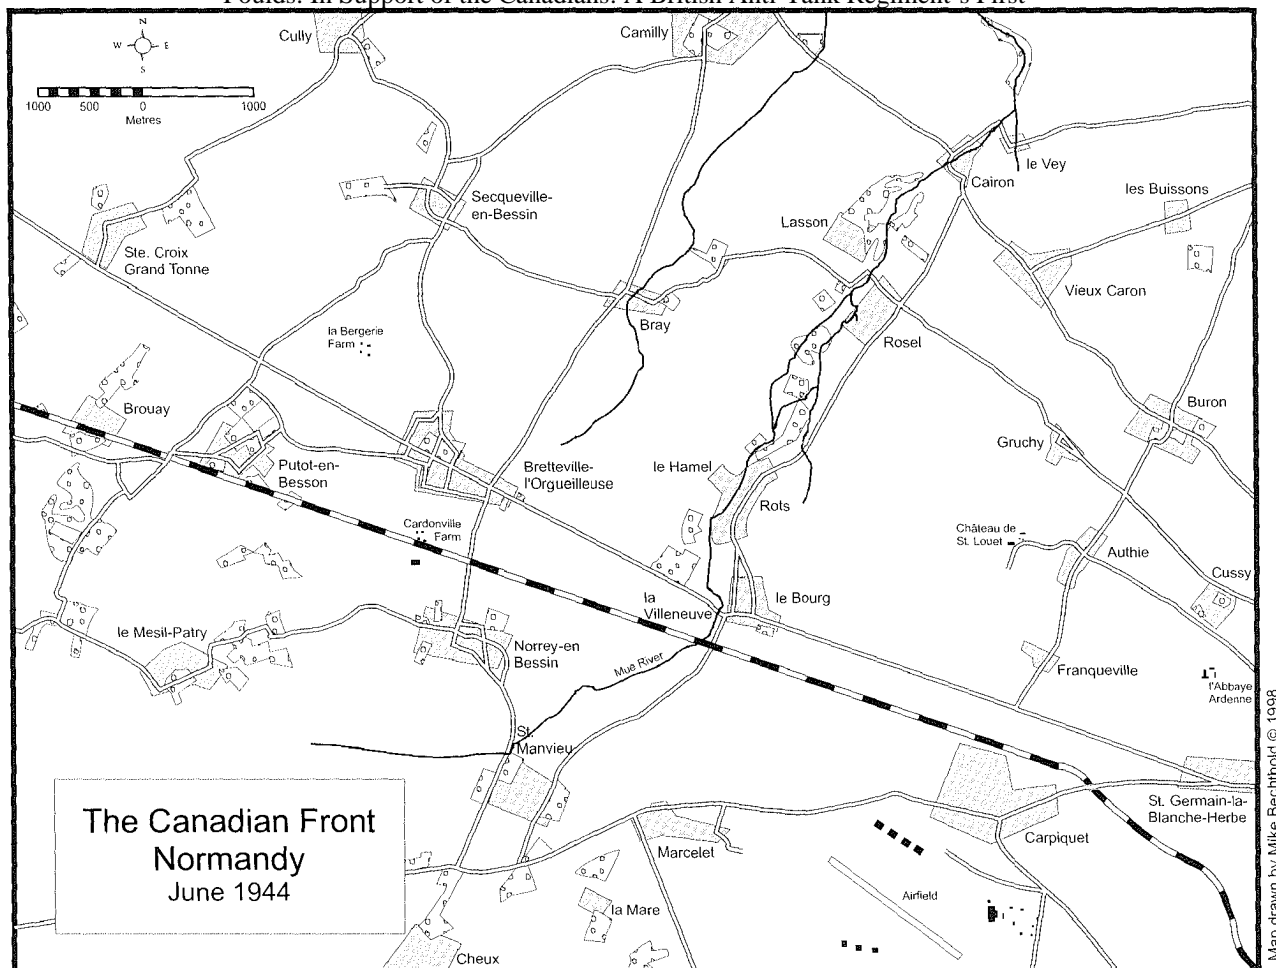 Foulds: In Support of the Canadians: A British Anti-Tank Regiment's First
N
W
E
S
1000 500 0 1000
Metres
Cully
Camilly
le Vey
Cairon
les Buissons
Secqueville-
en-Bessin
Lasson
Ste. Croix
Grand Tonne
Vieux Caron
la Bergerie
Farm
Bray
Rosel
Brouay
Buron
Gruchy
Putot-en-
Besson
Bretteville-
l'Orgueilleuse
le Hamel
Rots
Cardonville
Farm
Château de
St. Louet
Authie
Cussy
la
Villeneuve
le Bourg
le Mesil-Patry
Norrey-en
Bessin
Mue River
Franqueville
l'Abbaye
Ardenne
St.
Manvieu
St. Germain-la-
Blanche-Herbe
The Canadian Front
Normandy
June 1944
Marcelet
Carpiquet
Airfield
la Mare
Cheux
Map drawn by Mike Bechthold © 1998